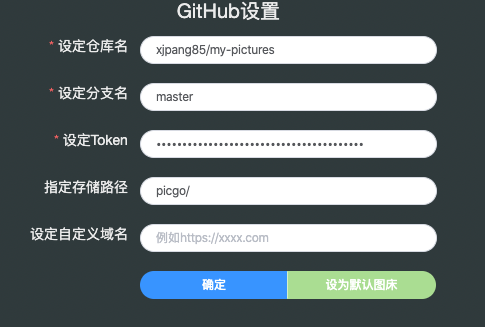 GitHub设置
* 设定仓库名 xjpang85/my-pictures
* 设定分支名 master
* 设定Token ••••••••••••••••••••••••••••••••••••••••
指定存储路径 picgo/
设定自定义域名 例如https://xxxx.com
确定 设为默认图床